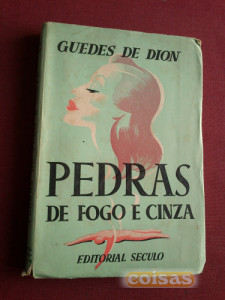 GUEDES DE DION
PEDRAS
DE FOGO E CINZA
EDITORIAL SECULO
coisas